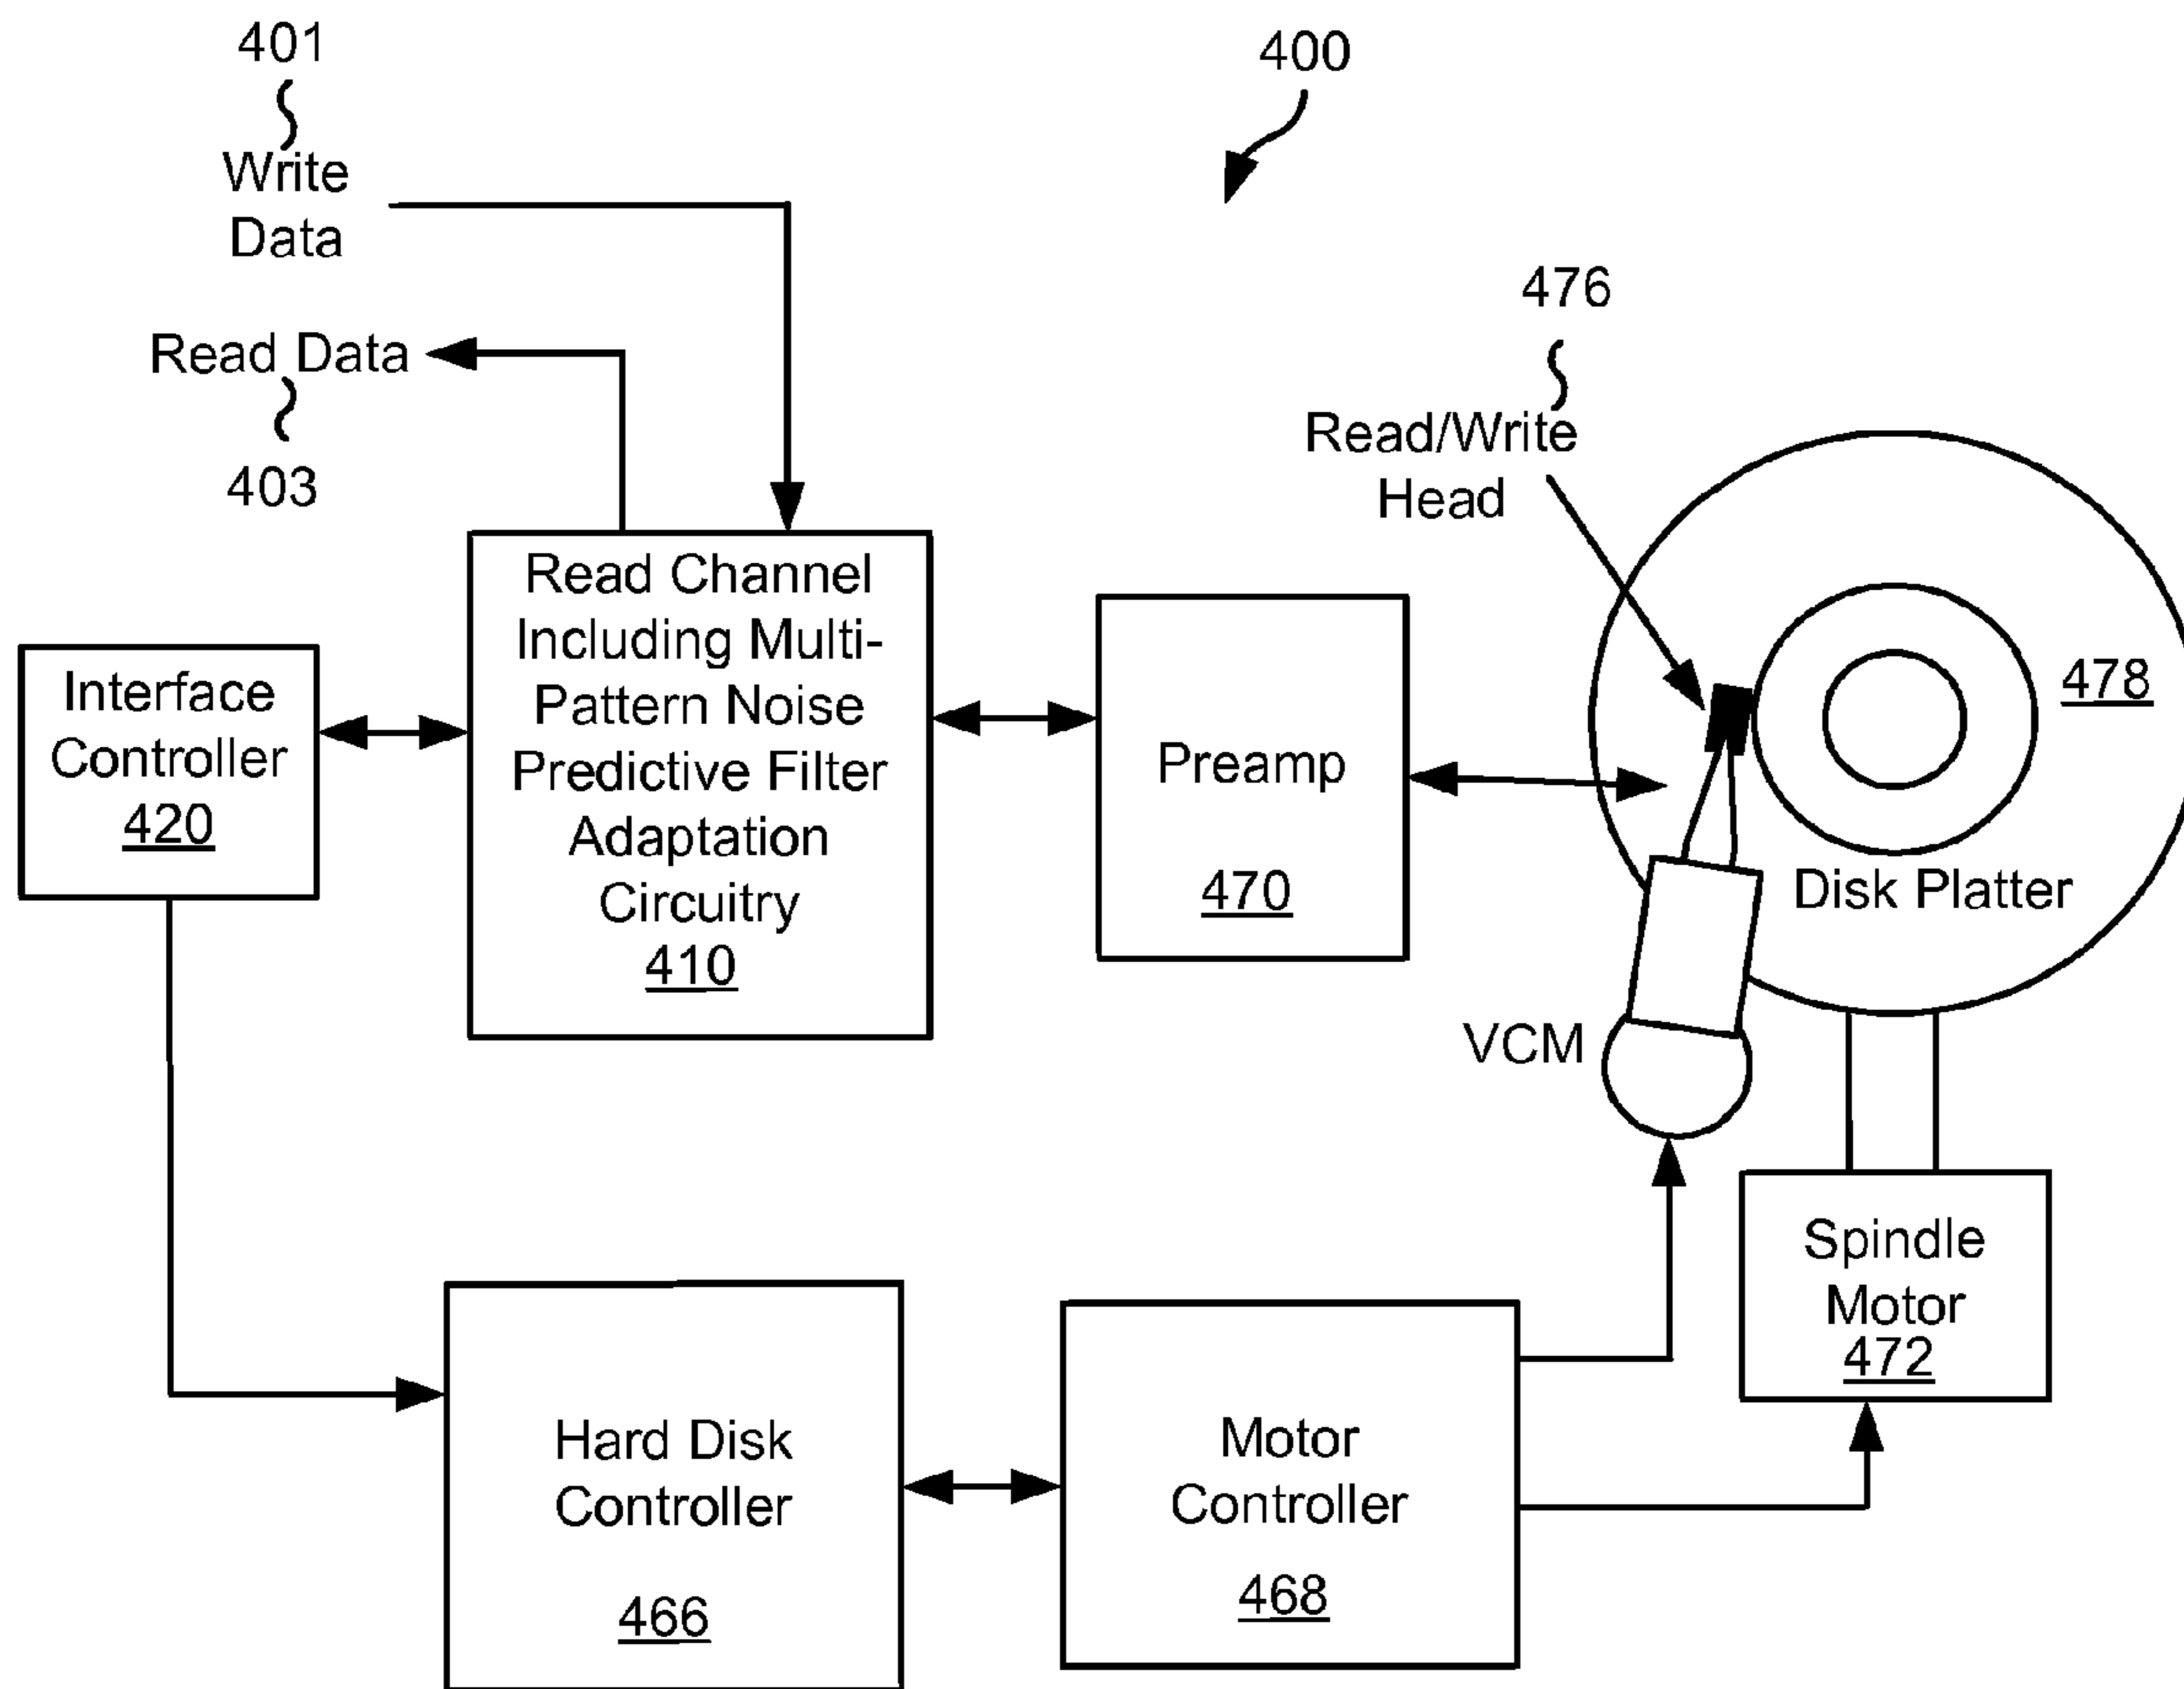 401
Write
Data
400
Read Data
403
476
Read/Write
Head
Read Channel
Including Multi-
Pattern Noise
Predictive Filter
Adaptation
Circuitry
410
Interface
Controller
420
Preamp
470
478
Disk Platter
VCM
Spindle
Motor
472
Hard Disk
Controller
466
Motor
Controller
468